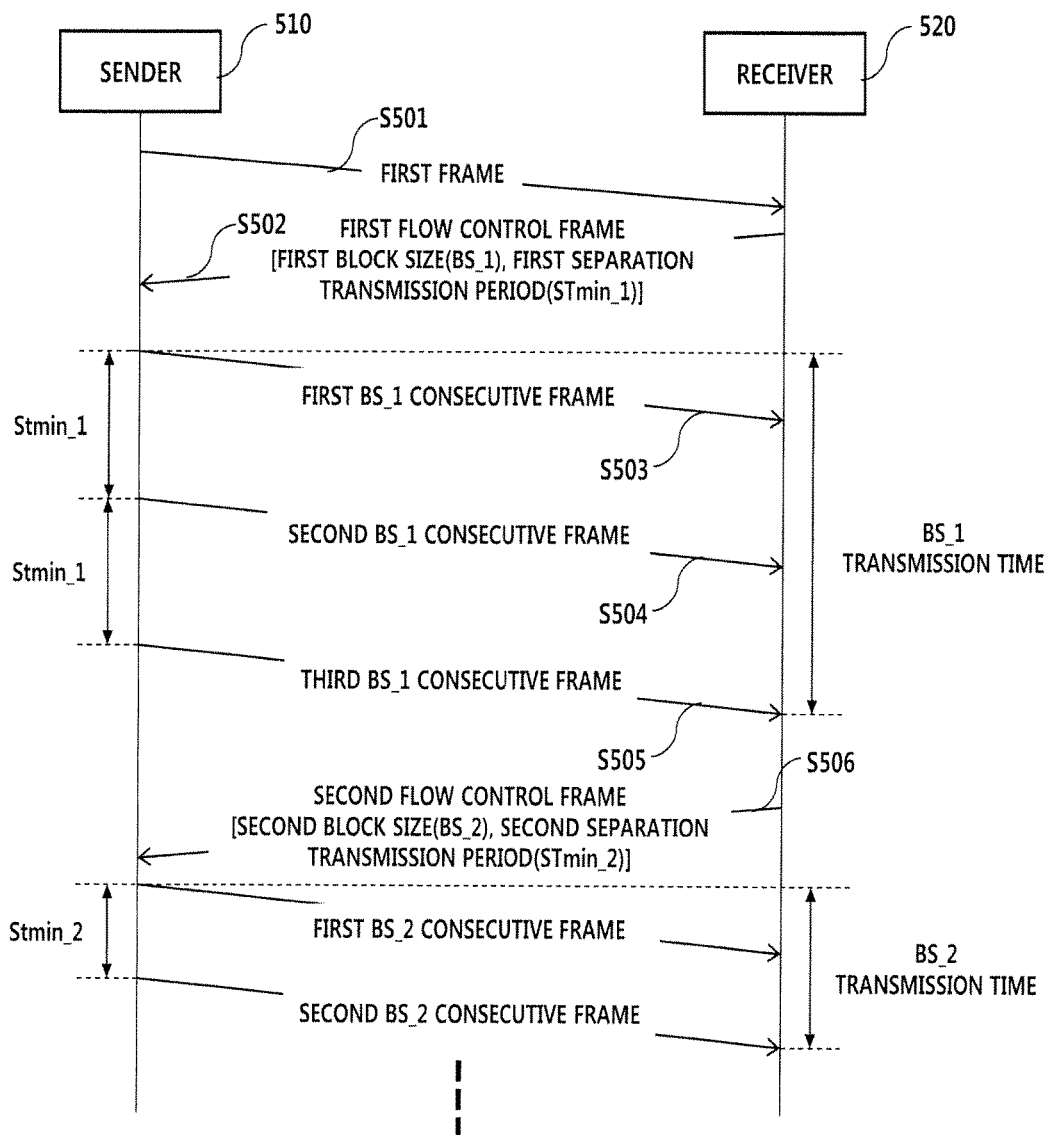 510
SENDER
520
RECEIVER
S501
FIRST FRAME
S502
FIRST FLOW CONTROL FRAME
[FIRST BLOCK SIZE(BS_1), FIRST SEPARATION
TRANSMISSION PERIOD(STmin_1)]
Stmin_1
FIRST BS_1 CONSECUTIVE FRAME
S503
Stmin_1
SECOND BS_1 CONSECUTIVE FRAME
S504
BS_1
TRANSMISSION TIME
THIRD BS_1 CONSECUTIVE FRAME
S505
S506
SECOND FLOW CONTROL FRAME
[SECOND BLOCK SIZE(BS_2), SECOND SEPARATION
TRANSMISSION PERIOD(STmin_2)]
Stmin_2
FIRST BS_2 CONSECUTIVE FRAME
BS_2
TRANSMISSION TIME
SECOND BS_2 CONSECUTIVE FRAME